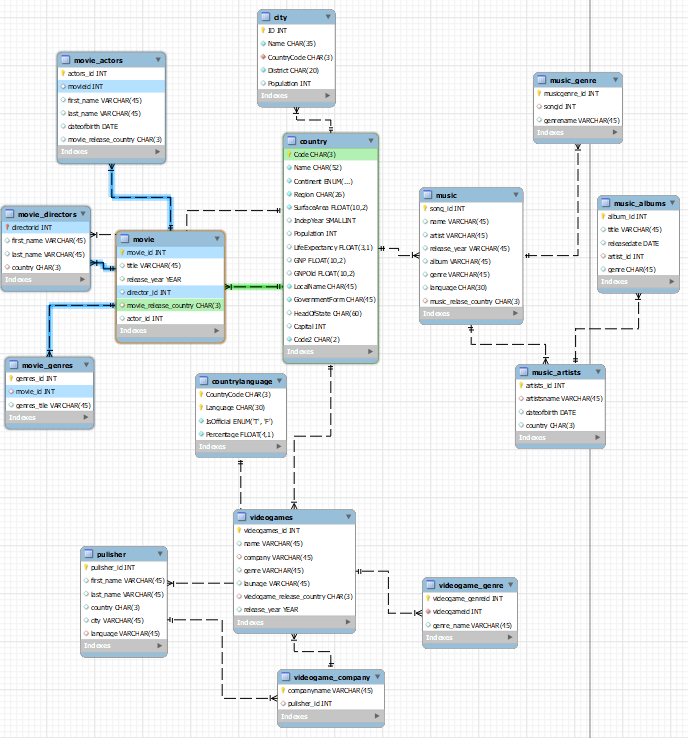 city
ID INT
Name CHAR(35)
CountryCode CHAR(3)
District CHAR(20)
Population INT
Indexes
movie_actors
actors_id INT
movieid INT
first_name VARCHAR(45)
last_name VARCHAR(45)
dateofbirth DATE
movie_release_country CHAR(3)
Indexes
music_genre
musicgenre_id INT
songid INT
genrename VARCHAR(45)
Indexes
country
Code CHAR(3)
Name CHAR(52)
Continent ENUM(...)
Region CHAR(26)
SurfaceArea FLOAT(10,2)
IndepYear SMALLINT
Population INT
LifeExpectancy FLOAT(3,1)
GNP FLOAT(10,2)
GNPOld FLOAT(10,2)
LocalName CHAR(45)
GovernmentForm CHAR(45)
HeadOfState CHAR(60)
Capital INT
Code2 CHAR(2)
Indexes
music
song_id INT
name VARCHAR(45)
artist VARCHAR(45)
release_year VARCHAR(45)
album VARCHAR(45)
genre VARCHAR(45)
language CHAR(30)
music_relase_country CHAR(3)
Indexes
music_albums
album_id INT
title VARCHAR(45)
releasedate DATE
artist_id INT
genre CHAR(45)
Indexes
movie_directors
directorid INT
first_name VARCHAR(45)
last_name VARCHAR(45)
country CHAR(3)
Indexes
movie
movie_id INT
title VARCHAR(45)
release_year YEAR
director_id INT
movie_release_country CHAR(3)
actor_id INT
Indexes
movie_genres
genres_id INT
movie_id INT
genres_tile VARCHAR(45)
Indexes
countrylanguage
CountryCode CHAR(3)
Language CHAR(30)
IsOfficial ENUM('T', 'F')
Percentage FLOAT(4,1)
Indexes
music_artists
artists_id INT
artistsname VARCHAR(45)
dateofbirth DATE
country CHAR(3)
Indexes
videogames
videogames_id INT
name VARCHAR(45)
company VARCHAR(45)
genre VARCHAR(45)
launage VARCHAR(45)
viedogame_release_country CHAR(3)
release_year YEAR
Indexes
pulisher
pulisher_id INT
first_name VARCHAR(45)
last_name VARCHAR(45)
country CHAR(3)
city VARCHAR(45)
language VARCHAR(45)
Indexes
videogame_genre
videogame_genreid INT
videogameid INT
genre_name VARCHAR(45)
Indexes
videogame_company
companyname VARCHAR(45)
pulisher_id INT
Indexes